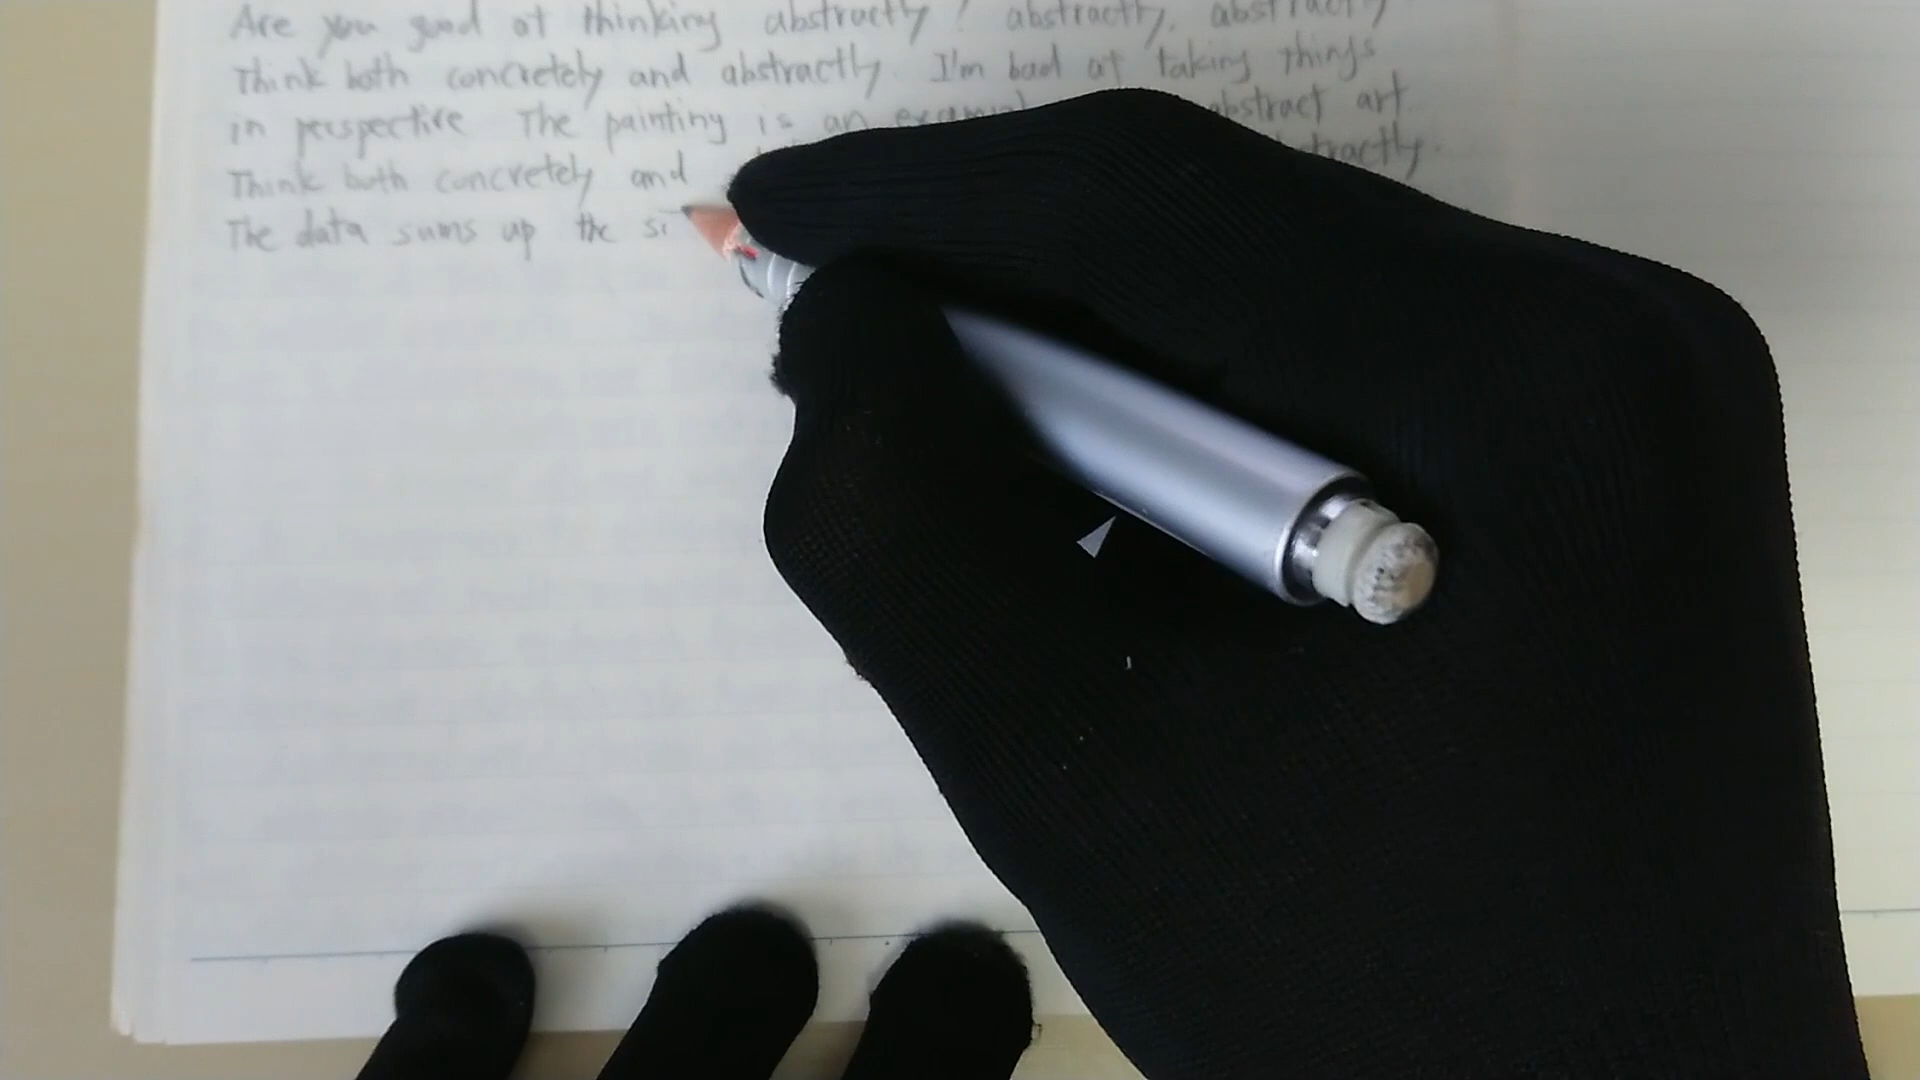 Are you good at thinking abstractly? abstractly, abstractly
Think both concretely and abstractly I'm bad at taking things
in perspective The painting is an abstract art
Think both concretely and
The data sums up the